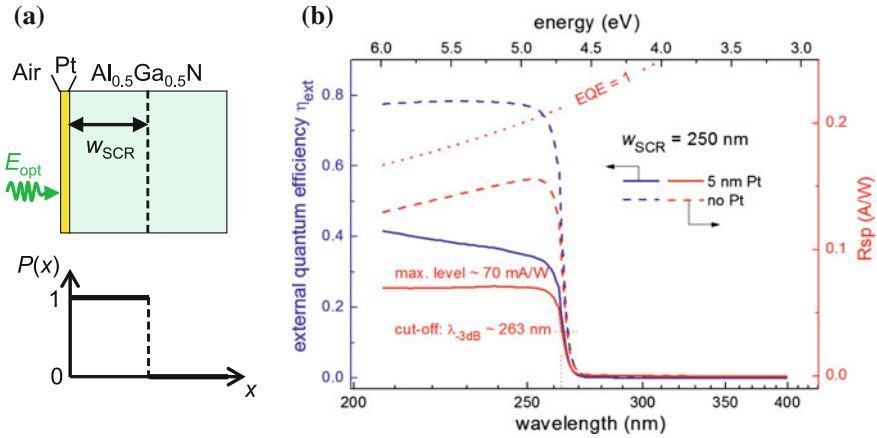 (a)
Air Pt Al0.5Ga0.5N
wSCR
Eopt
P(x)
1
0
x
(b)
energy (eV)
6.0 5.5 5.0 4.5 4.0 3.5 3.0
external quantum efficiency ηext
0.8
0.6
0.4
0.2
0.0
EQE = 1
wSCR = 250 nm
5 nm Pt
no Pt
max. level ~ 70 mA/W
cut-off: λ-3dB ~ 263 nm
0.2
0.1
0.0
Rsp (A/W)
200 250 300 350 400
wavelength (nm)